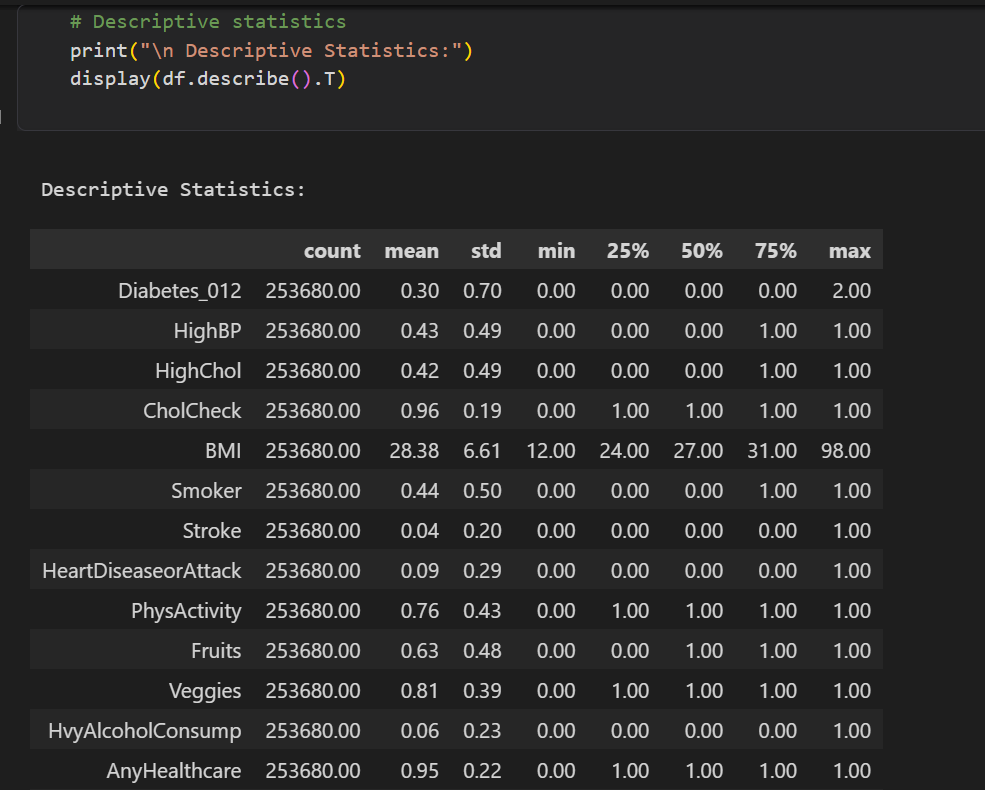 # Descriptive statistics
print("\n Descriptive Statistics:")
display(df.describe().T)
Descriptive Statistics:
count mean std min 25% 50% 75% max
Diabetes_012 253680.00 0.30 0.70 0.00 0.00 0.00 0.00 2.00
HighBP 253680.00 0.43 0.49 0.00 0.00 0.00 1.00 1.00
HighChol 253680.00 0.42 0.49 0.00 0.00 0.00 1.00 1.00
CholCheck 253680.00 0.96 0.19 0.00 1.00 1.00 1.00 1.00
BMI 253680.00 28.38 6.61 12.00 24.00 27.00 31.00 98.00
Smoker 253680.00 0.44 0.50 0.00 0.00 0.00 1.00 1.00
Stroke 253680.00 0.04 0.20 0.00 0.00 0.00 0.00 1.00
HeartDiseaseorAttack 253680.00 0.09 0.29 0.00 0.00 0.00 0.00 1.00
PhysActivity 253680.00 0.76 0.43 0.00 1.00 1.00 1.00 1.00
Fruits 253680.00 0.63 0.48 0.00 0.00 1.00 1.00 1.00
Veggies 253680.00 0.81 0.39 0.00 1.00 1.00 1.00 1.00
HvyAlcoholConsump 253680.00 0.06 0.23 0.00 0.00 0.00 0.00 1.00
AnyHealthcare 253680.00 0.95 0.22 0.00 1.00 1.00 1.00 1.00